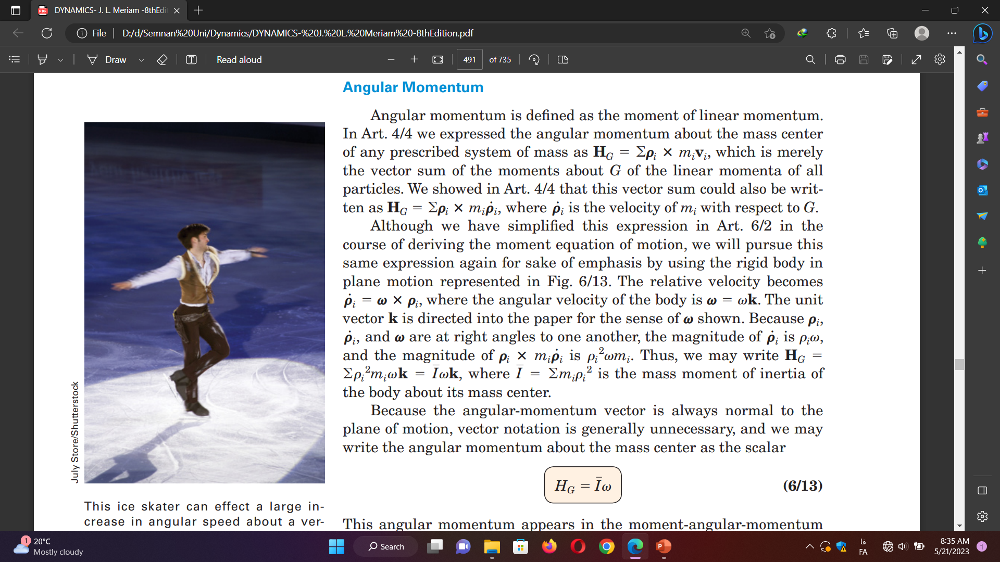 DYNAMICS- J. L. Meriam -8thEdi
File
D:/d/Semnan%20Uni/Dynamics/DYNAMICS-%20J.%20L.%20Meriam%20-8thEdition.pdf
Draw
Read aloud
491 of 735
Angular Momentum
Angular momentum is defined as the moment of linear momentum.
In Art. 4/4 we expressed the angular momentum about the mass center
of any prescribed system of mass as H_G = Σρ_i × m_iv_i, which is merely
the vector sum of the moments about G of the linear momenta of all
particles. We showed in Art. 4/4 that this vector sum could also be writ-
ten as H_G = Σρ_i × m_iρ̇_i, where ρ̇_i is the velocity of m_i with respect to G.
Although we have simplified this expression in Art. 6/2 in the
course of deriving the moment equation of motion, we will pursue this
same expression again for sake of emphasis by using the rigid body in
plane motion represented in Fig. 6/13. The relative velocity becomes
ρ̇_i = ω × ρ_i, where the angular velocity of the body is ω = ωk. The unit
vector k is directed into the paper for the sense of ω shown. Because ρ_i,
ρ̇_i, and ω are at right angles to one another, the magnitude of ρ̇_i is ρ_iω,
and the magnitude of ρ_i × m_iρ̇_i is ρ_i²ωm_i. Thus, we may write H_G =
Σρ_i²m_iωk = Īωk, where Ī = Σm_iρ_i² is the mass moment of inertia of
the body about its mass center.
Because the angular-momentum vector is always normal to the
plane of motion, vector notation is generally unnecessary, and we may
write the angular momentum about the mass center as the scalar
H_G = Īω
(6/13)
This angular momentum appears in the moment-angular-momentum
July Store/Shutterstock
This ice skater can effect a large in-
crease in angular speed about a ver-
1
20°C
Mostly cloudy
Search
فا
FA
8:35 AM
5/21/2023
1